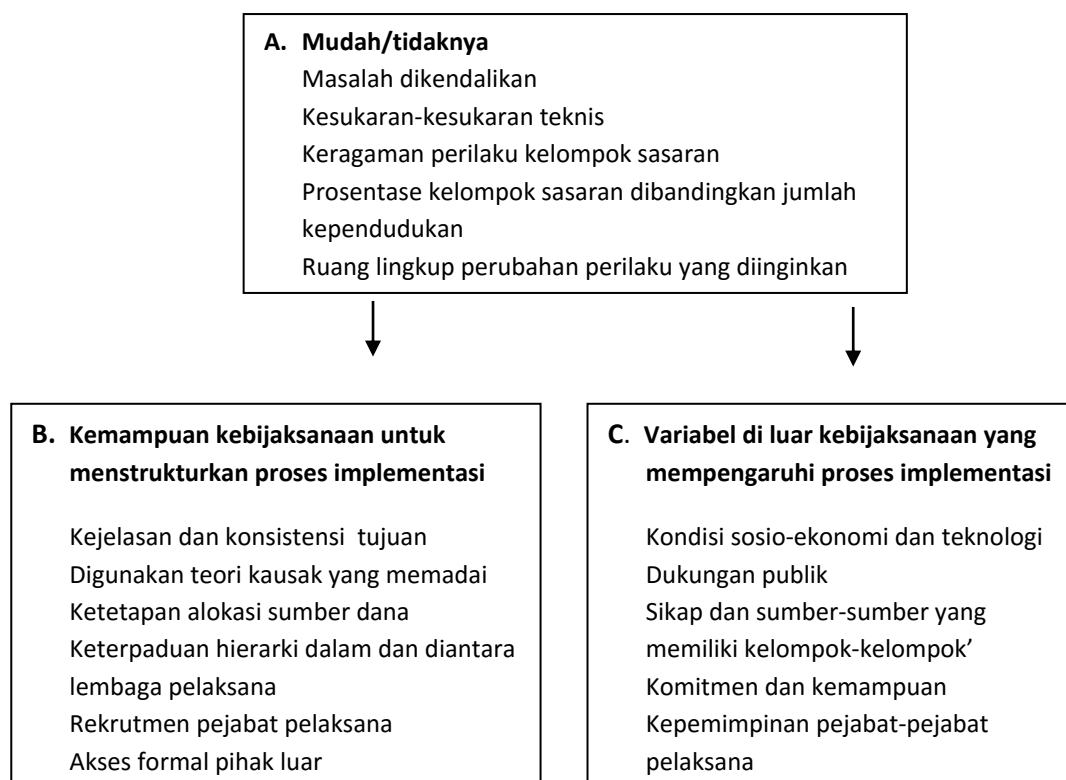 A. Mudah/tidaknya
Masalah dikendalikan
Kesukaran-kesukaran teknis
Keragaman perilaku kelompok sasaran
Prosentase kelompok sasaran dibandingkan jumlah
kependudukan
Ruang lingkup perubahan perilaku yang diinginkan
B. Kemampuan kebijaksanaan untuk
menstrukturkan proses implementasi
Kejelasan dan konsistensi tujuan
Digunakan teori kausak yang memadai
Ketetapan alokasi sumber dana
Keterpaduan hierarki dalam dan diantara
lembaga pelaksana
Rekrutmen pejabat pelaksana
Akses formal pihak luar
C. Variabel di luar kebijaksanaan yang
mempengaruhi proses implementasi
Kondisi sosio-ekonomi dan teknologi
Dukungan publik
Sikap dan sumber-sumber yang
memiliki kelompok-kelompok’
Komitmen dan kemampuan
Kepemimpinan pejabat-pejabat
pelaksana